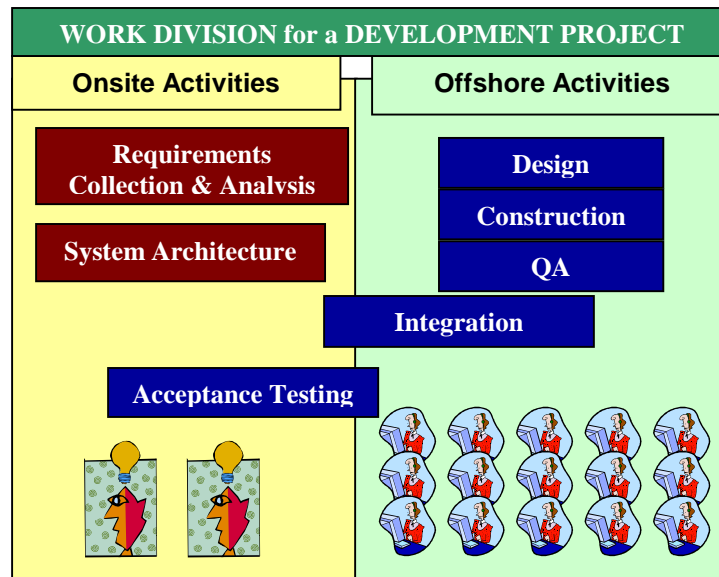 WORK DIVISION for a DEVELOPMENT PROJECT
Onsite Activities
Offshore Activities
Requirements
Collection & Analysis
System Architecture
Design
Construction
QA
Integration
Acceptance Testing